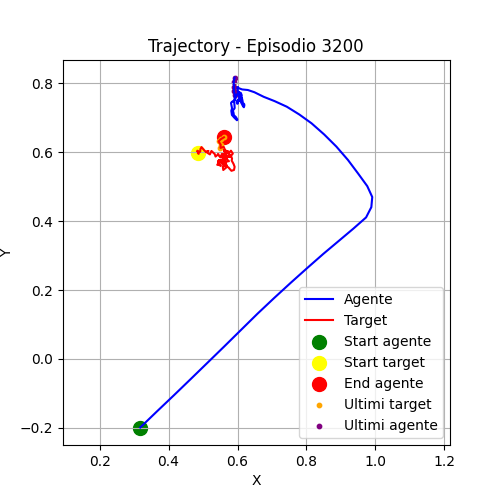 Trajectory - Episodio 3200
0.8
0.6
0.4
0.2
0.0
−0.2
Y
0.2
0.4
0.6
0.8
1.0
1.2
X
Agente
Target
Start agente
Start target
End agente
Ultimi target
Ultimi agente